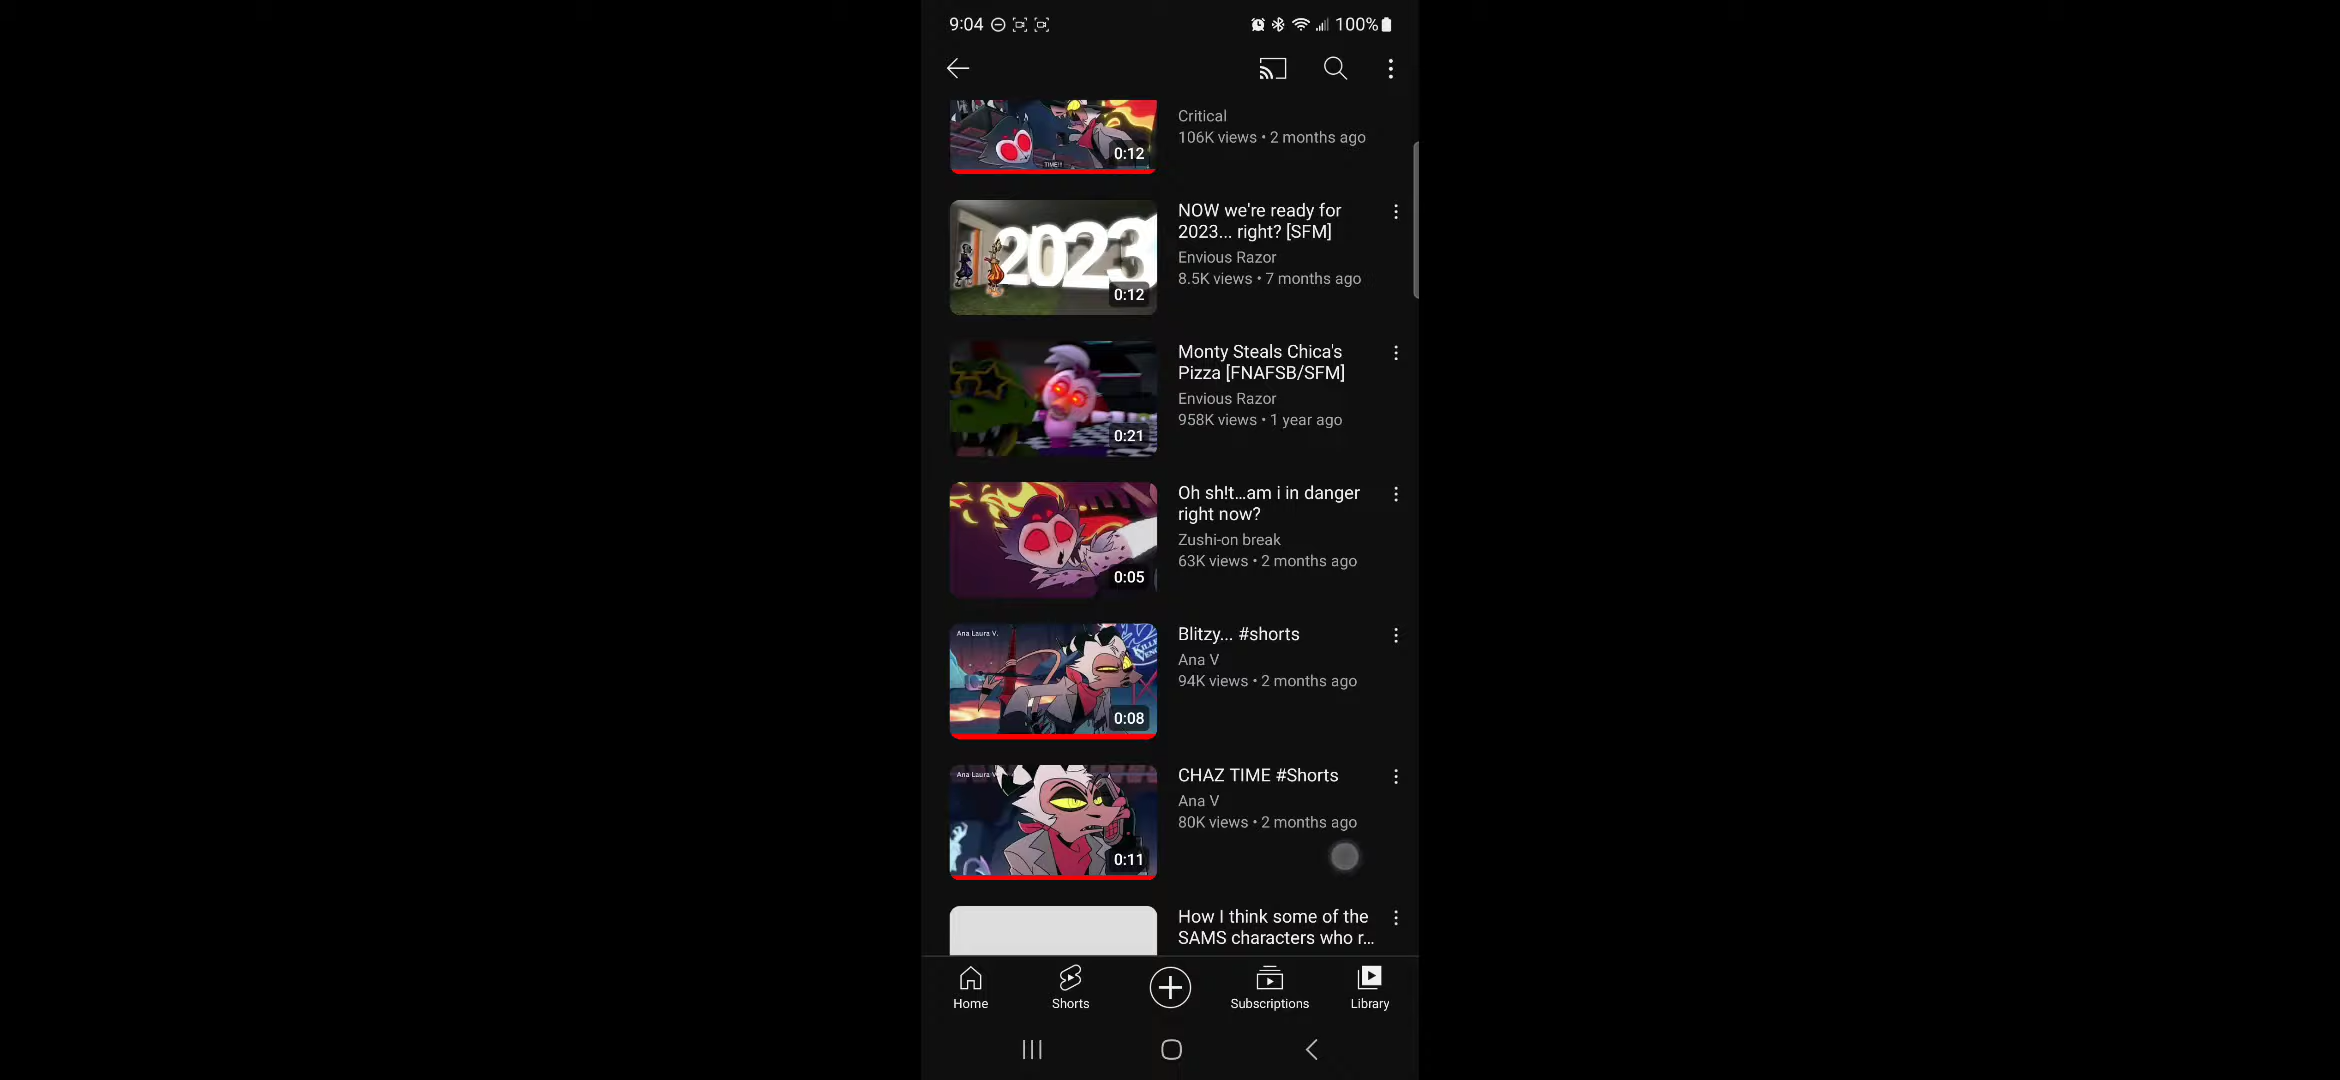 9:04
100%
Critical
106K views • 2 months ago
TIME!!!
0:12
NOW we're ready for
2023... right? [SFM]
Envious Razor
8.5K views • 7 months ago
2023
0:12
Monty Steals Chica's
Pizza [FNAFSB/SFM]
Envious Razor
958K views • 1 year ago
0:21
Oh sh!t...am i in danger
right now?
Zushi-on break
63K views • 2 months ago
0:05
Ana Laura V.
Blitzy... #shorts
Ana V
94K views • 2 months ago
0:08
Ana Laura V
CHAZ TIME #Shorts
Ana V
80K views • 2 months ago
0:11
How I think some of the
SAMS characters who r...
Home
Shorts
Subscriptions
Library